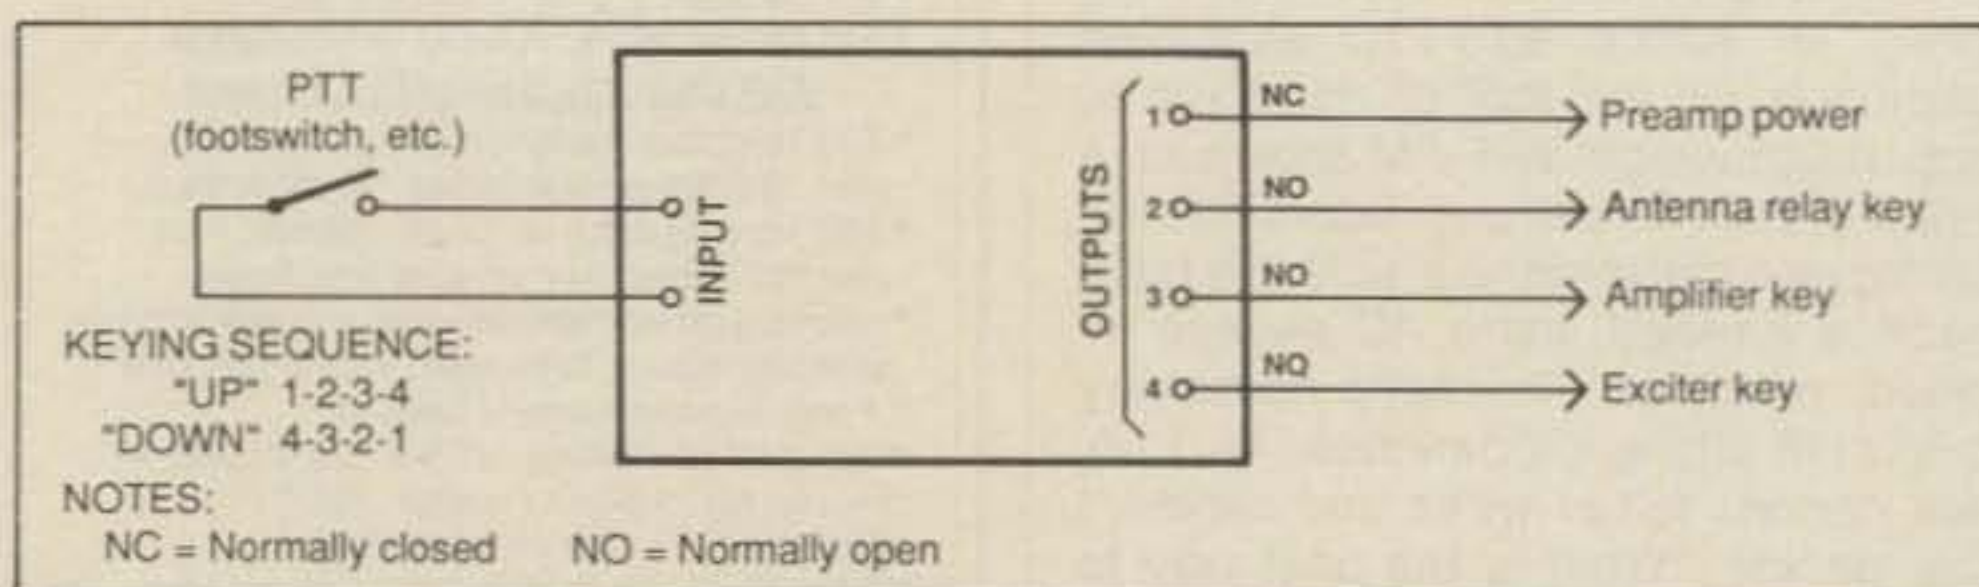 PTT
(footswitch, etc.)
INPUT
OUTPUTS
1 NC Preamp power
2 NO Antenna relay key
3 NO Amplifier key
4 NO Exciter key
KEYING SEQUENCE:
"UP" 1-2-3-4
"DOWN" 4-3-2-1
NOTES:
NC = Normally closed NO = Normally open